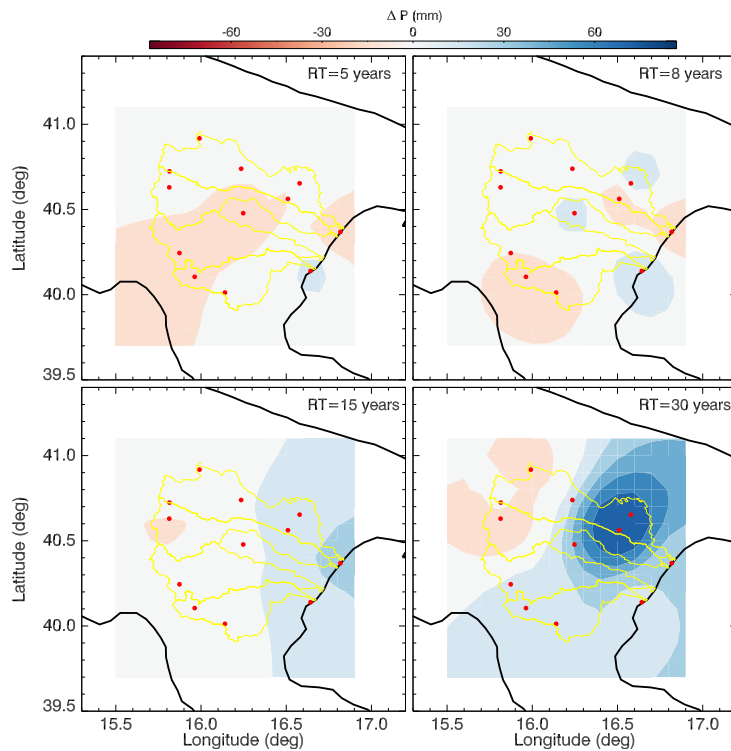 Δ P (mm)
-60 -30 0 30 60
RT=5 years RT=8 years
41.0
40.5
40.0
39.5
Latitude (deg)
RT=15 years RT=30 years
41.0
40.5
40.0
39.5
Latitude (deg)
15.5 16.0 16.5 17.0 15.5 16.0 16.5 17.0
Longitude (deg) Longitude (deg)